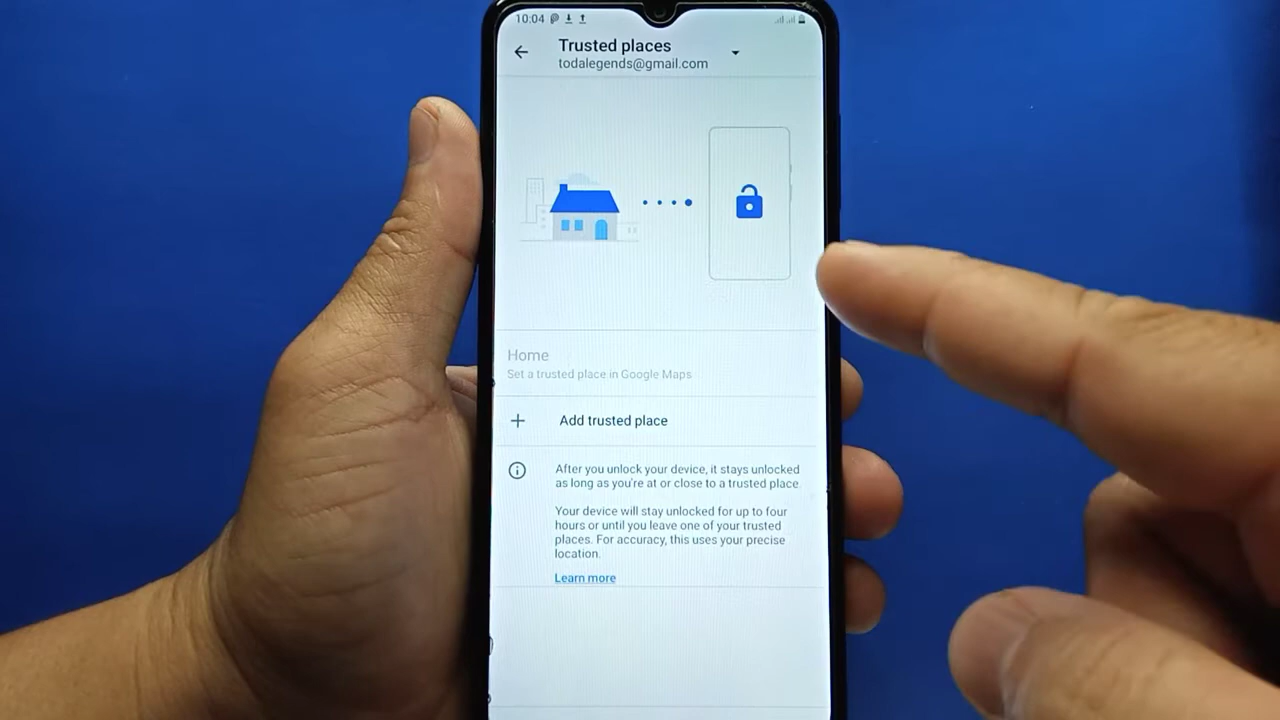 10:04
Trusted places
todalegends@gmail.com
Home
Set a trusted place in Google Maps
Add trusted place
After you unlock your device, it stays unlocked
as long as you're at or close to a trusted place.
Your device will stay unlocked for up to four
hours or until you leave one of your trusted
places. For accuracy, this uses your precise
location.
Learn more